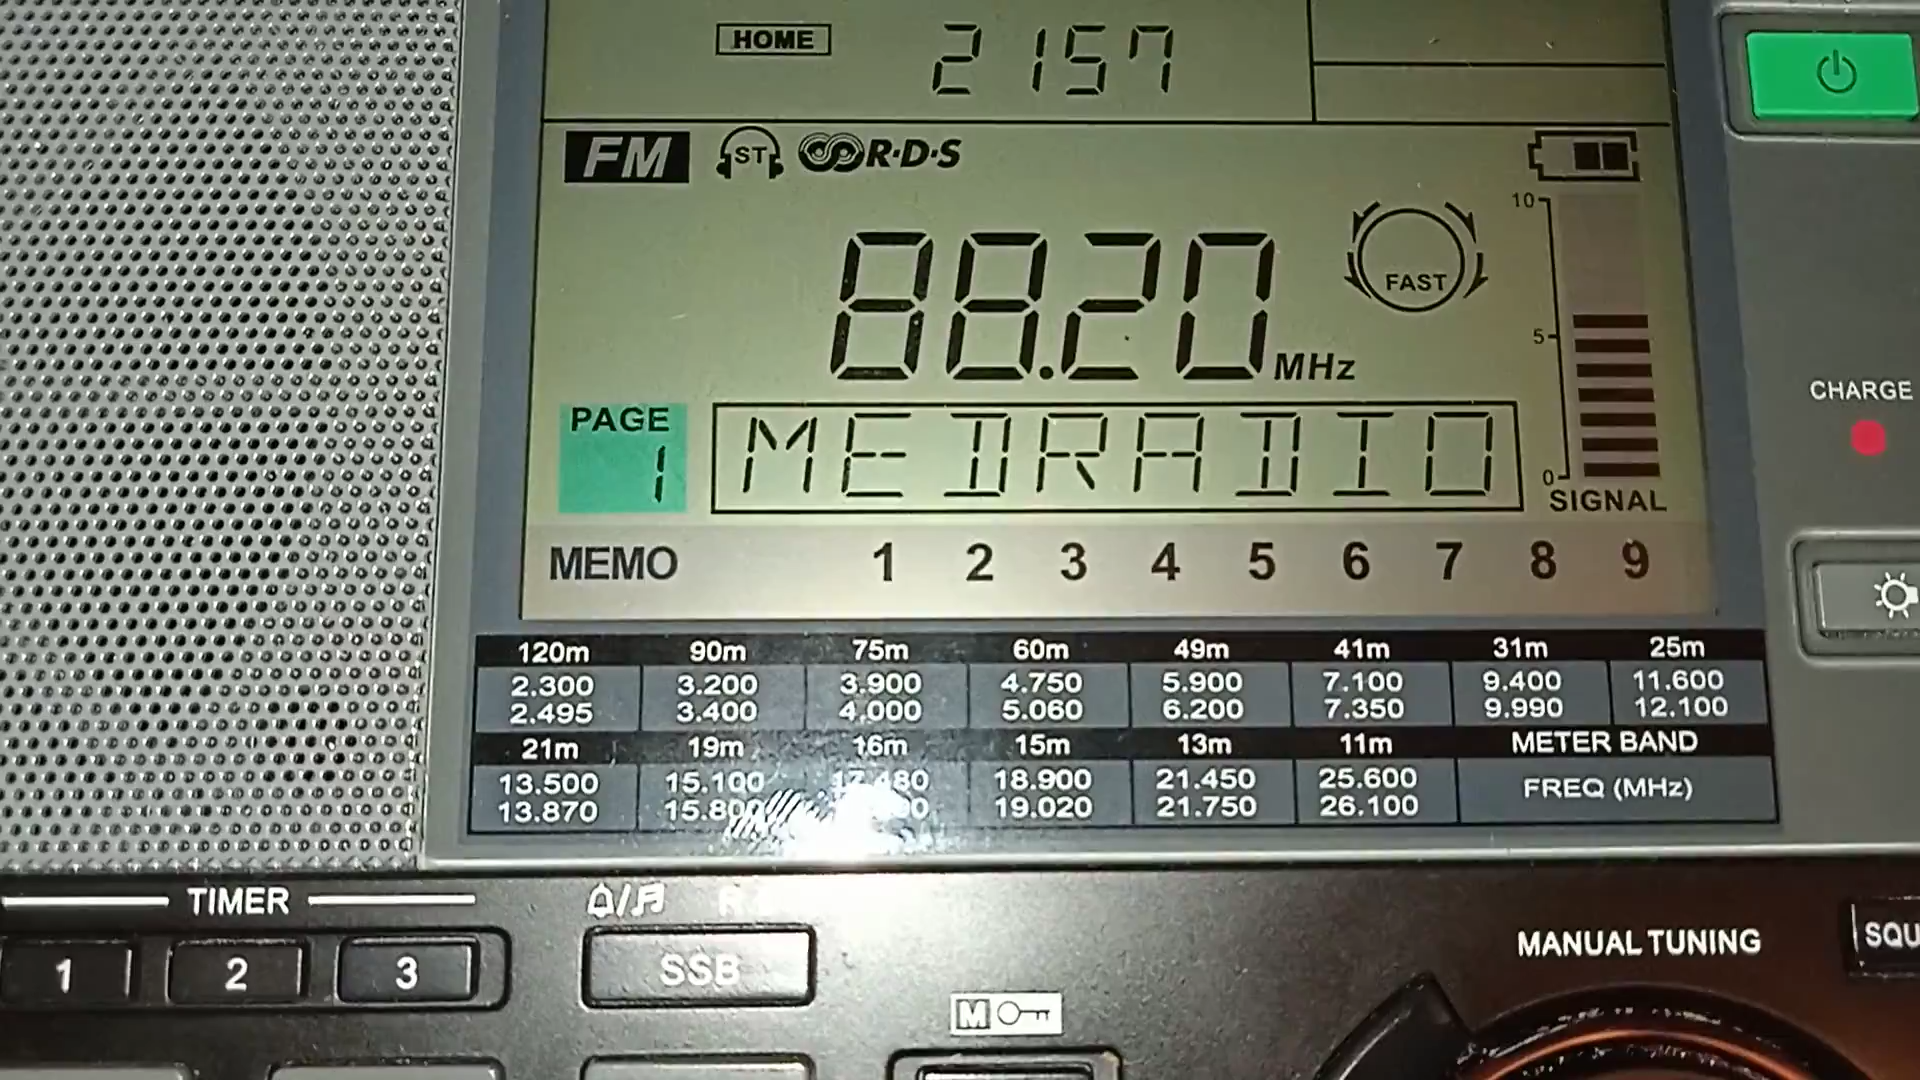 HOME 2157
FM ST R·D·S
10
88.20 MHz FAST
5
PAGE
1 MEDRADIO
0
SIGNAL
MEMO 1 2 3 4 5 6 7 8 9
CHARGE
120m 90m 75m 60m 49m 41m 31m 25m
2.300 3.200 3.900 4.750 5.900 7.100 9.400 11.600
2.495 3.400 4.000 5.060 6.200 7.350 9.990 12.100
21m 19m 16m 15m 13m 11m METER BAND
13.500 15.100 17.480 18.900 21.450 25.600 FREQ (MHz)
13.870 15.800 19.020 21.750 26.100
TIMER
1 2 3 SSB
MANUAL TUNING
SQU
M